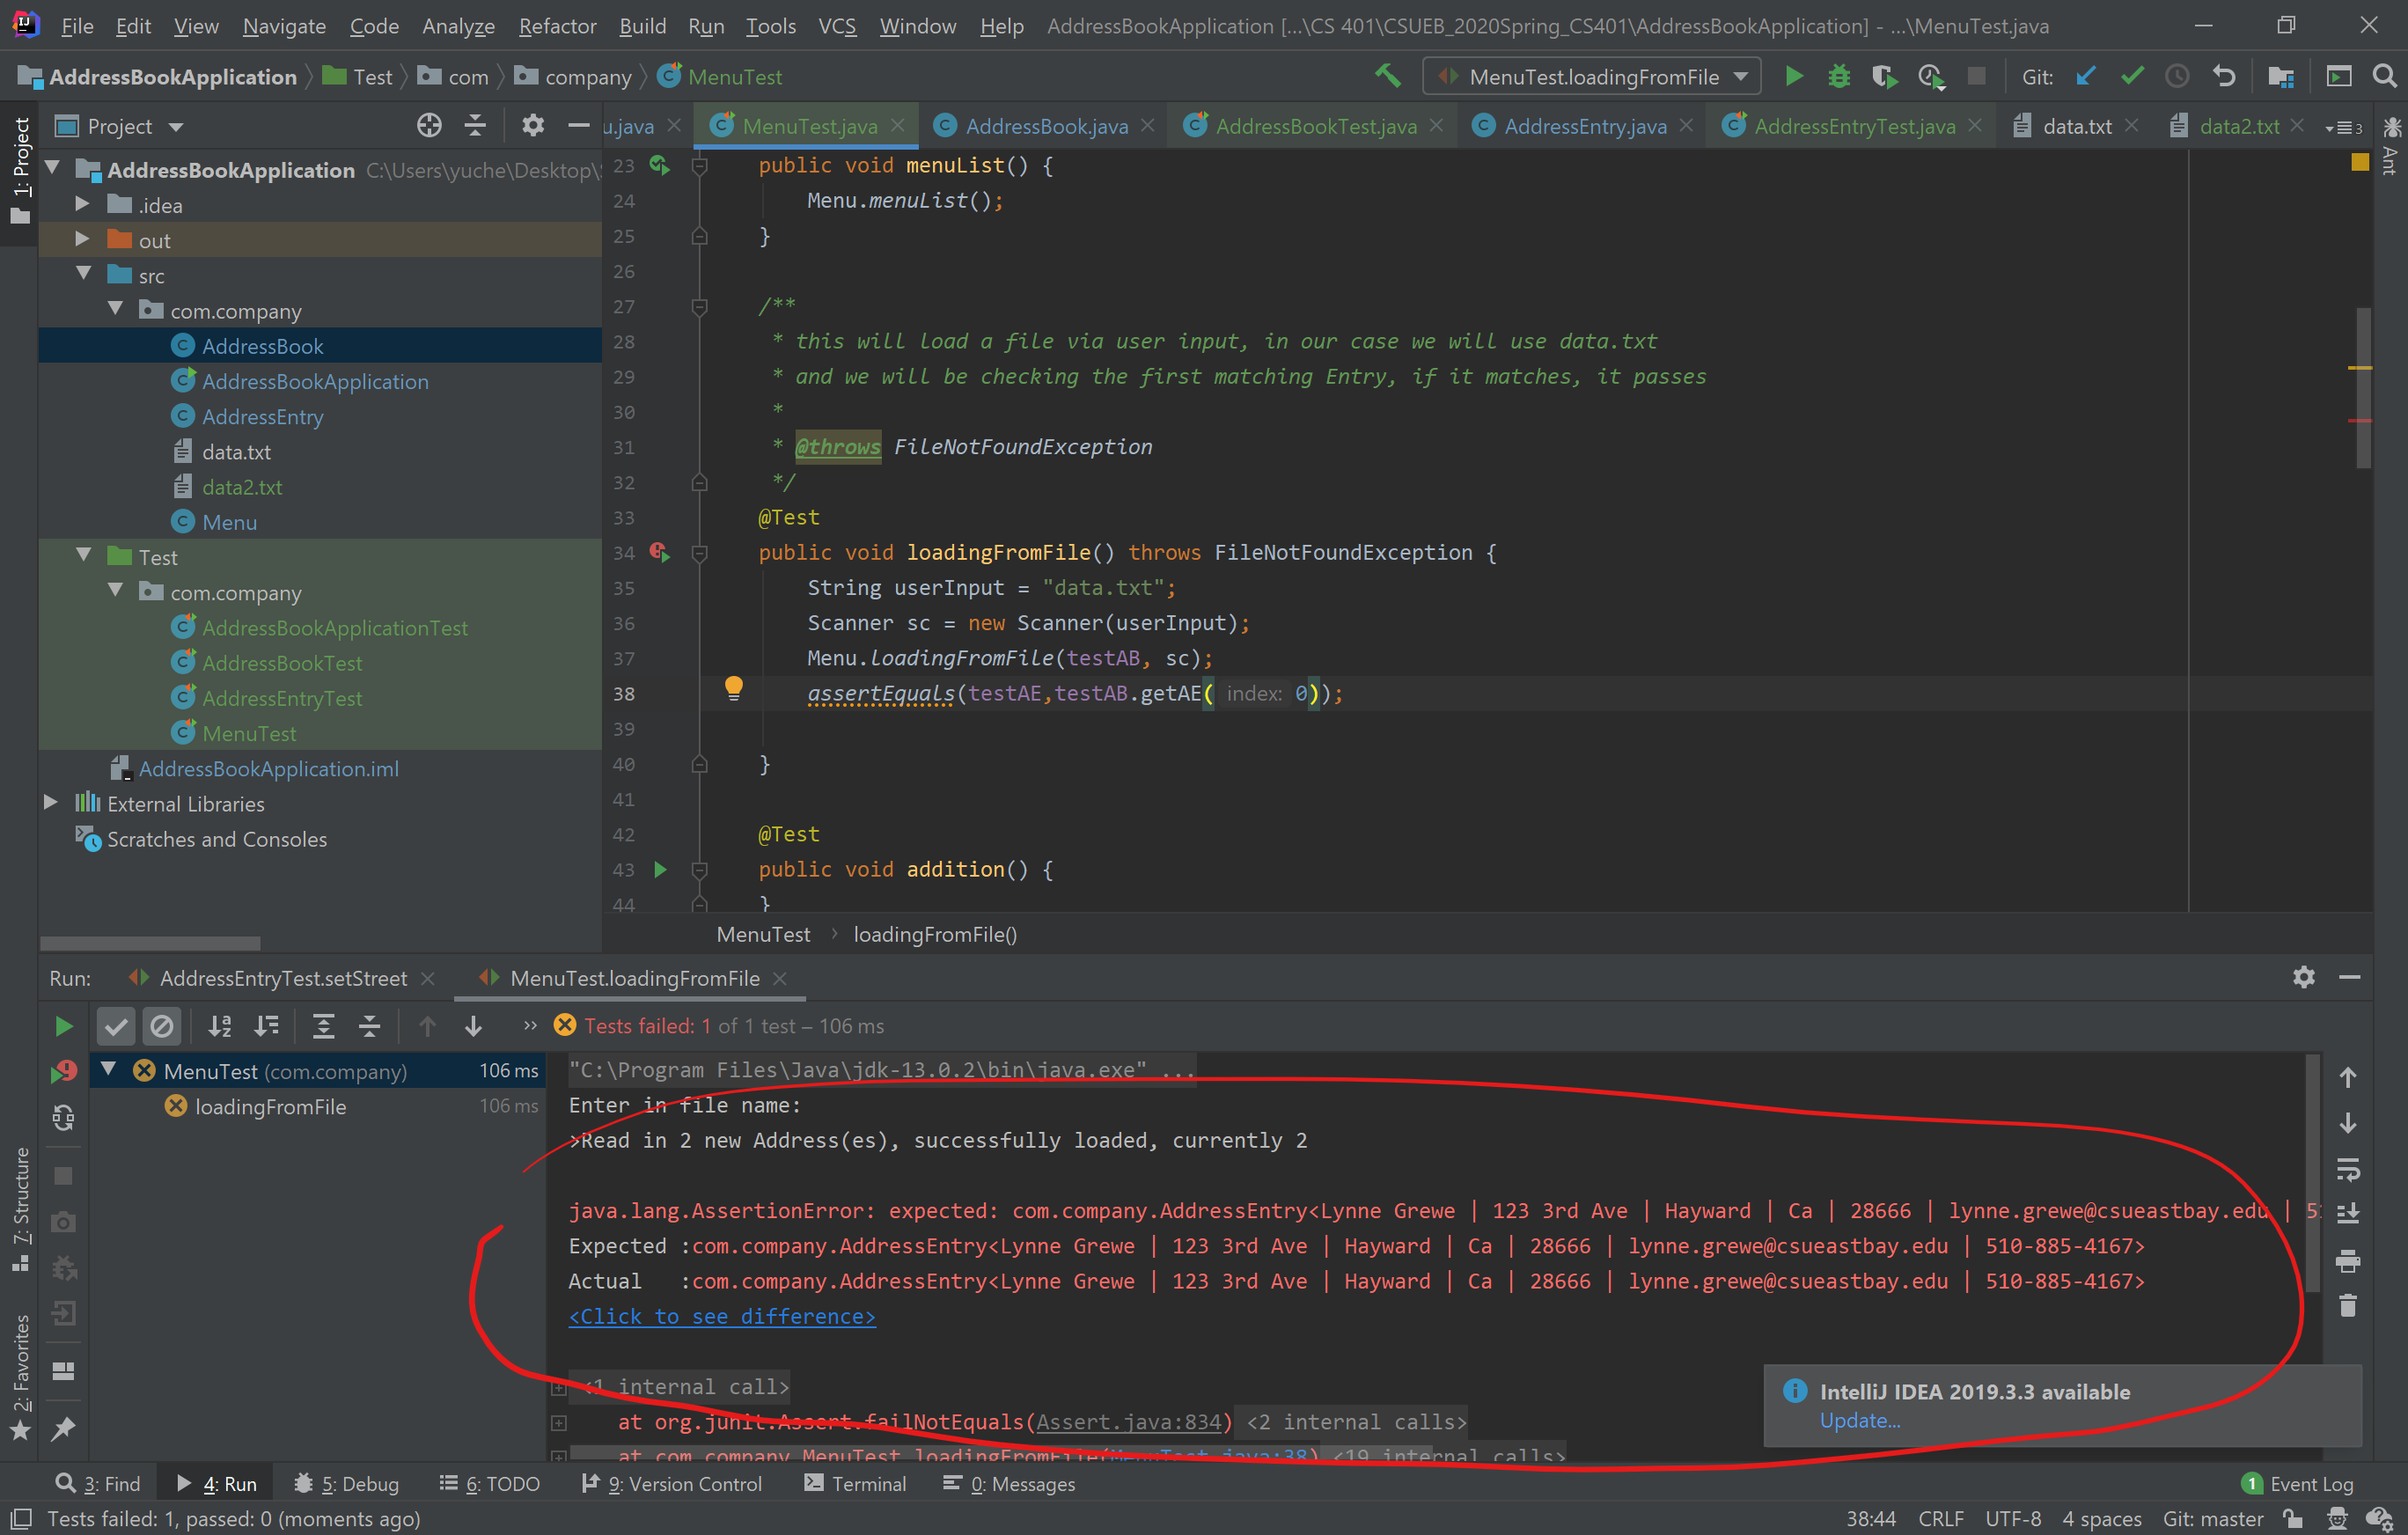 File Edit View Navigate Code Analyze Refactor Build Run Tools VCS Window Help AddressBookApplication [...\CS 401\CSUEB_2020Spring_CS401\AddressBookApplication] - ...\MenuTest.java
AddressBookApplication Test com company MenuTest MenuTest.loadingFromFile Git:
1: Project
Project
u.java MenuTest.java AddressBook.java AddressBookTest.java AddressEntry.java AddressEntryTest.java data.txt data2.txt 3
Ant
AddressBookApplication C:\Users\yuche\Desktop\
.idea
out
src
com.company
AddressBook
AddressBookApplication
AddressEntry
data.txt
data2.txt
Menu
Test
com.company
AddressBookApplicationTest
AddressBookTest
AddressEntryTest
MenuTest
AddressBookApplication.iml
External Libraries
Scratches and Consoles
23 public void menuList() {
24 Menu.menuList();
25 }
26
27 /**
28 * this will load a file via user input, in our case we will use data.txt
29 * and we will be checking the first matching Entry, if it matches, it passes
30 *
31 * @throws FileNotFoundException
32 */
33 @Test
34 public void loadingFromFile() throws FileNotFoundException {
35 String userInput = "data.txt";
36 Scanner sc = new Scanner(userInput);
37 Menu.loadingFromFile(testAB, sc);
38 assertEquals(testAE,testAB.getAE( index: 0));
39
40 }
41
42 @Test
43 public void addition() {
44 }
MenuTest loadingFromFile()
Run: AddressEntryTest.setStreet MenuTest.loadingFromFile
Tests failed: 1 of 1 test – 106 ms
MenuTest (com.company) 106 ms
loadingFromFile 106 ms
"C:\Program Files\Java\jdk-13.0.2\bin\java.exe" ...
Enter in file name:
>Read in 2 new Address(es), successfully loaded, currently 2
java.lang.AssertionError: expected: com.company.AddressEntry<Lynne Grewe | 123 3rd Ave | Hayward | Ca | 28666 | lynne.grewe@csueastbay.edu | 5
Expected :com.company.AddressEntry<Lynne Grewe | 123 3rd Ave | Hayward | Ca | 28666 | lynne.grewe@csueastbay.edu | 510-885-4167>
Actual :com.company.AddressEntry<Lynne Grewe | 123 3rd Ave | Hayward | Ca | 28666 | lynne.grewe@csueastbay.edu | 510-885-4167>
<Click to see difference>
<1 internal call>
at org.junit.Assert.failNotEquals(Assert.java:834) <2 internal calls>
at com.company.MenuTest.loadingFromFile(MenuTest.java:38) <19 internal calls>
IntelliJ IDEA 2019.3.3 available
Update...
7: Structure
2: Favorites
3: Find 4: Run 5: Debug 6: TODO 9: Version Control Terminal 0: Messages 1 Event Log
Tests failed: 1, passed: 0 (moments ago) 38:44 CRLF UTF-8 4 spaces Git: master